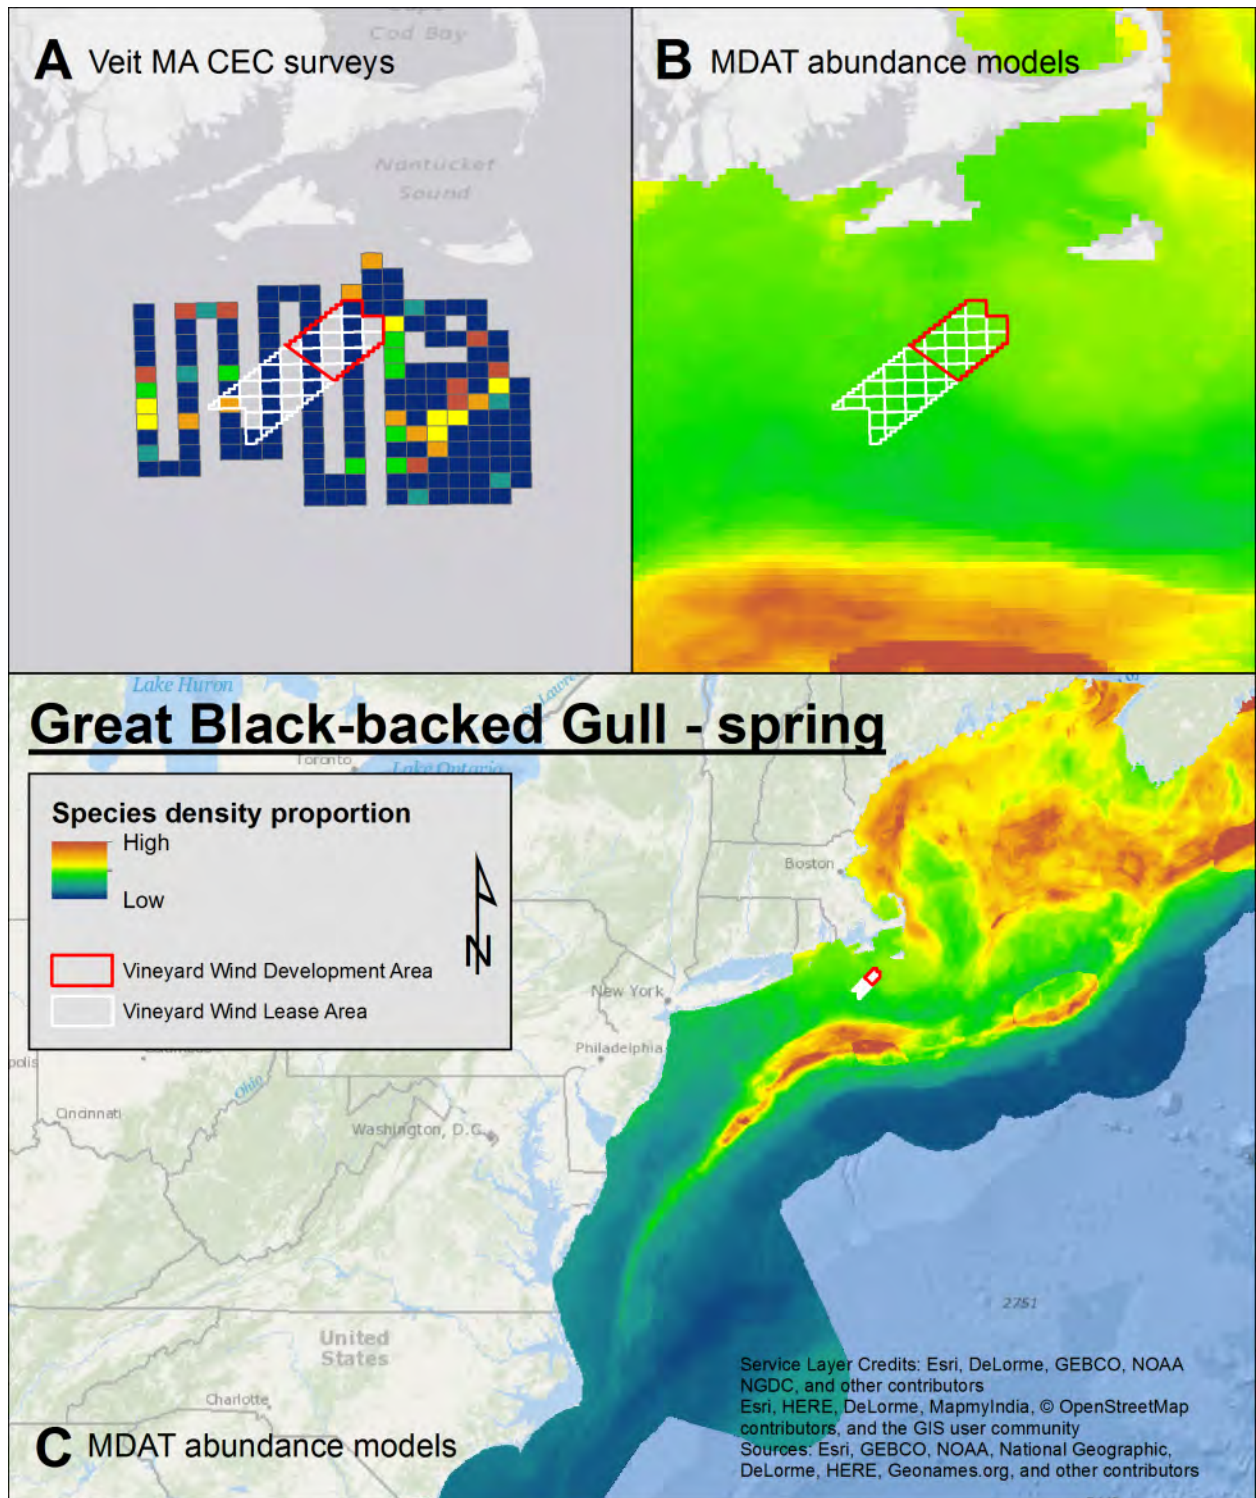 Cape
Cod Bay
A Veit MA CEC surveys
B MDAT abundance models
Nantucket
Sound
Lake Huron
Great Black-backed Gull - spring
Toronto
Lake Ontario
Species density proportion
High
Low
N
Vineyard Wind Development Area
Vineyard Wind Lease Area
Boston
New York
Philadelphia
Ohio
Cincinnati
Washington, D.C.
2751
United
States
Charlotte
Service Layer Credits: Esri, DeLorme, GEBCO, NOAA
NGDC, and other contributors
Esri, HERE, DeLorme, MapmyIndia, © OpenStreetMap
contributors, and the GIS user community
Sources: Esri, GEBCO, NOAA, National Geographic,
DeLorme, HERE, Geonames.org, and other contributors
C MDAT abundance models